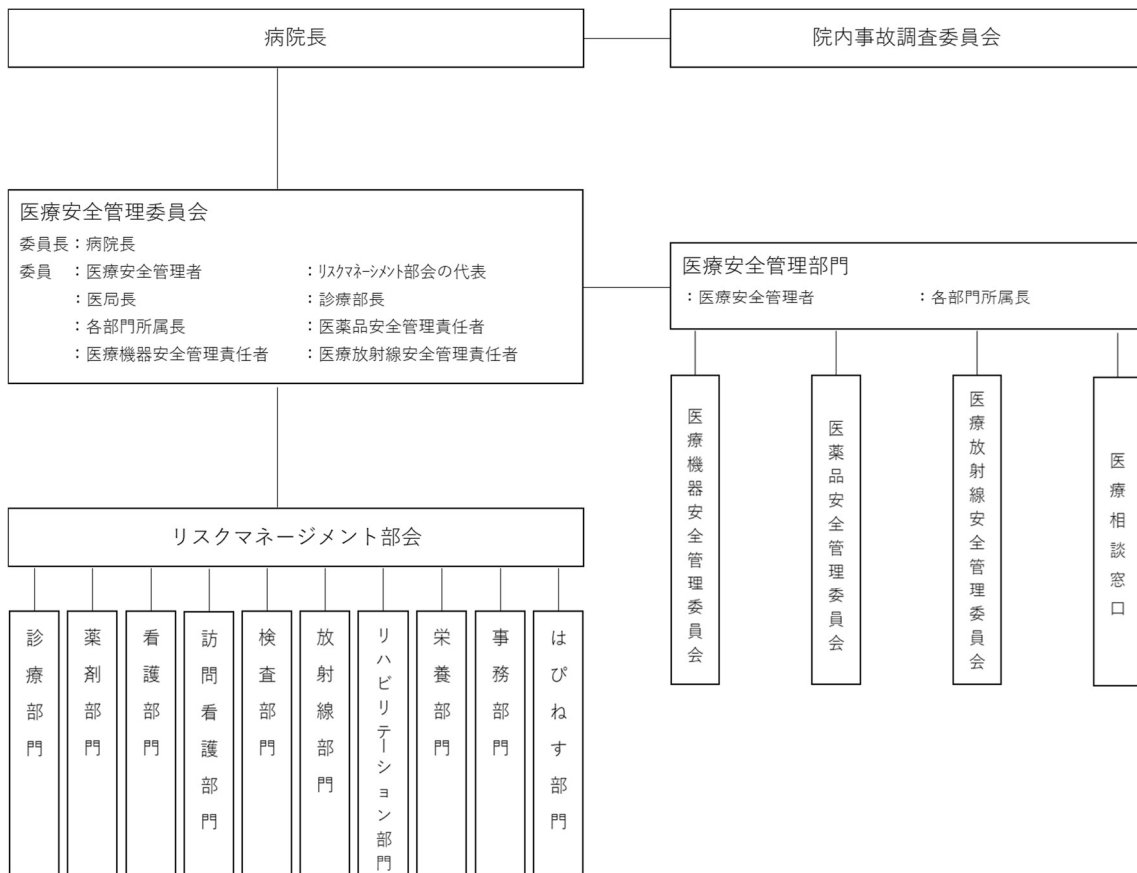 病院長
院内事故調査委員会
医療安全管理委員会
委員長：病院長
委員　：医療安全管理者　：ﾘｽｸﾏﾈｰｼﾒﾝﾄ部会の代表
：医局長　：診療部長
：各部門所属長　：医薬品安全管理責任者
：医療機器安全管理責任者　：医療放射線安全管理責任者
医療安全管理部門
：医療安全管理者　：各部門所属長
医療機器安全管理委員会
医薬品安全管理委員会
医療放射線安全管理委員会
医療相談窓口
リスクマネージメント部会
診療部門
薬剤部門
看護部門
訪問看護部門
検査部門
放射線部門
リハビリテーション部門
栄養部門
事務部門
はぴねす部門